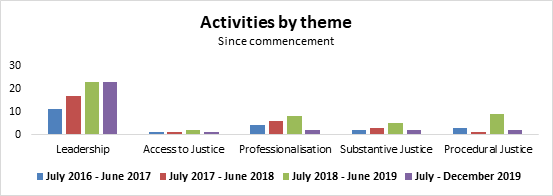 Activities by theme
Since commencement
30
20
10
0
Leadership Access to Justice Professionalisation Substantive Justice Procedural Justice
July 2016 - June 2017 July 2017 - June 2018 July 2018 - June 2019 July - December 2019